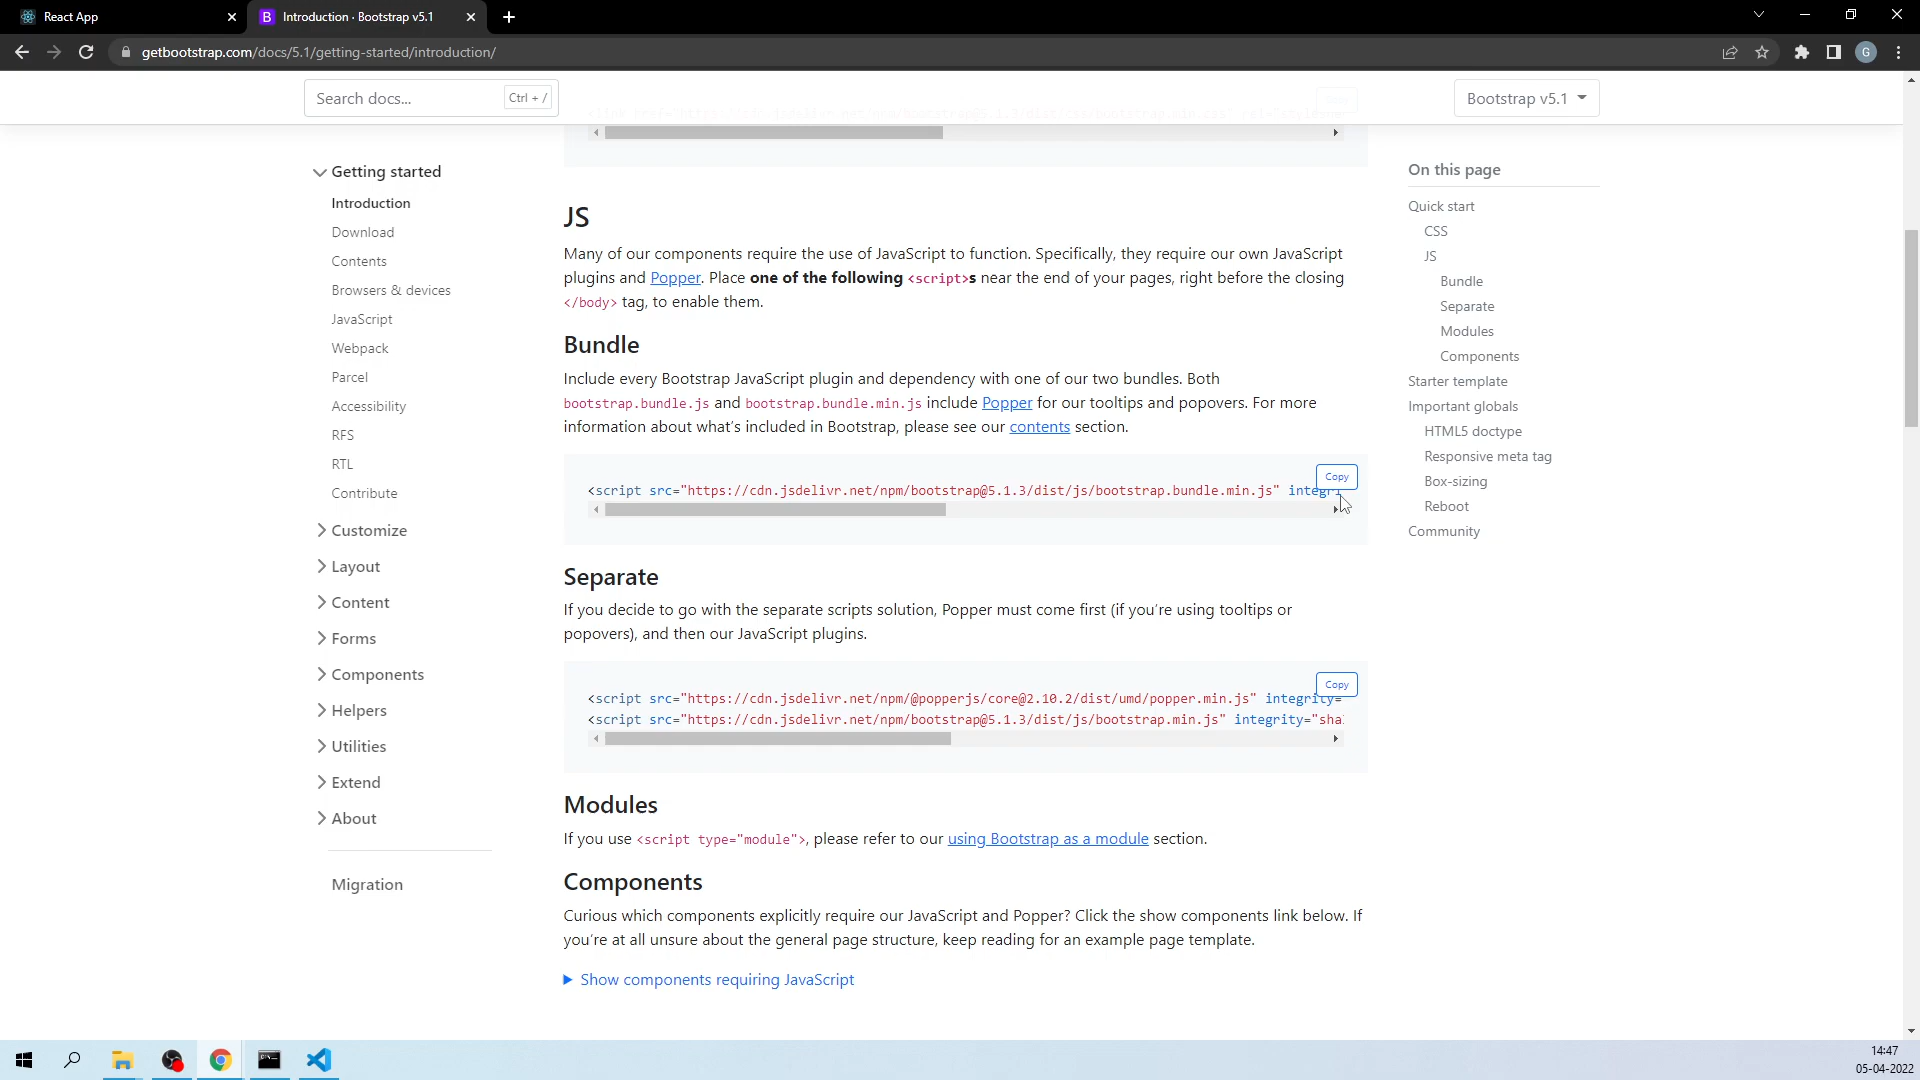 React App
Introduction · Bootstrap v5.1
getbootstrap.com/docs/5.1/getting-started/introduction/
G
Search docs...
Ctrl + /
Bootstrap v5.1
Getting started
Introduction
Download
Contents
Browsers & devices
JavaScript
Webpack
Parcel
Accessibility
RFS
RTL
Contribute
Customize
Layout
Content
Forms
Components
Helpers
Utilities
Extend
About
Migration
JS
Many of our components require the use of JavaScript to function. Specifically, they require our own JavaScript
plugins and Popper. Place one of the following <script>s near the end of your pages, right before the closing
</body> tag, to enable them.
Bundle
Include every Bootstrap JavaScript plugin and dependency with one of our two bundles. Both
bootstrap.bundle.js and bootstrap.bundle.min.js include Popper for our tooltips and popovers. For more
information about what's included in Bootstrap, please see our contents section.
Copy
<script src="https://cdn.jsdelivr.net/npm/bootstrap@5.1.3/dist/js/bootstrap.bundle.min.js" integri
Separate
If you decide to go with the separate scripts solution, Popper must come first (if you're using tooltips or
popovers), and then our JavaScript plugins.
Copy
<script src="https://cdn.jsdelivr.net/npm/@popperjs/core@2.10.2/dist/umd/popper.min.js" integrity=
<script src="https://cdn.jsdelivr.net/npm/bootstrap@5.1.3/dist/js/bootstrap.min.js" integrity="sha
Modules
If you use <script type="module">, please refer to our using Bootstrap as a module section.
Components
Curious which components explicitly require our JavaScript and Popper? Click the show components link below. If
you're at all unsure about the general page structure, keep reading for an example page template.
Show components requiring JavaScript
On this page
Quick start
CSS
JS
Bundle
Separate
Modules
Components
Starter template
Important globals
HTML5 doctype
Responsive meta tag
Box-sizing
Reboot
Community
14:47
05-04-2022